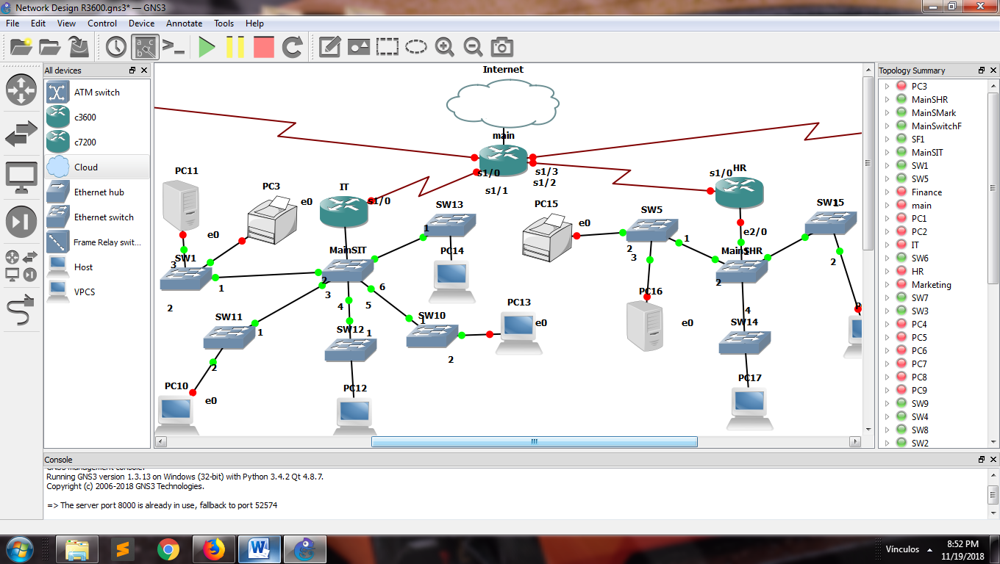 Network Design R3600.gns3* — GNS3
File Edit View Control Device Annotate Tools Help
All devices
ATM switch
c3600
c7200
Cloud
Ethernet hub
Ethernet switch
Frame Relay swit...
Host
VPCS
Internet
main
s1/0
s1/1
s1/3
s1/2
PC11
PC3
e0
IT
s1/0
SW13
1
PC14
e0
3
SW1
1
2
MainSIT
2
3
4
5
6
SW11
1
2
SW12
1
SW10
1
2
PC13
e0
PC10
e0
PC12
PC15
e0
SW5
1
2
3
s1/0
HR
e2/0
MainSHR
1
2
4
SW15
1
2
PC16
e0
SW14
PC17
Topology Summary
PC3
MainSHR
MainSMark
MainSwitchF
SF1
MainSIT
SW1
SW5
Finance
main
PC1
PC2
IT
SW6
HR
Marketing
SW7
SW3
PC4
PC5
PC6
PC7
PC8
PC9
SW9
SW4
SW8
SW2
Console
GNS3 management console.
Running GNS3 version 1.3.13 on Windows (32-bit) with Python 3.4.2 Qt 4.8.7.
Copyright (c) 2006-2018 GNS3 Technologies.
=> The server port 8000 is already in use, fallback to port 52574
Vínculos
8:52 PM
11/19/2018